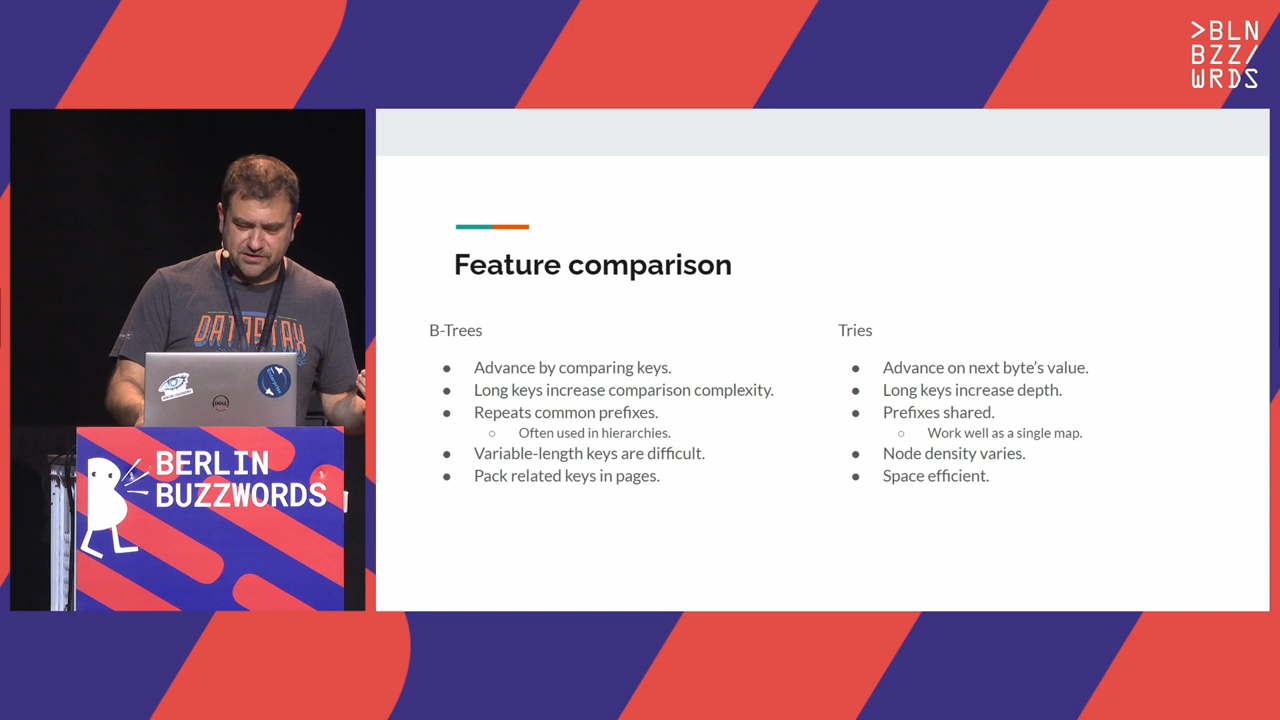 >BLN
BZZ/
WRDS
Feature comparison
B-Trees
● Advance by comparing keys.
● Long keys increase comparison complexity.
● Repeats common prefixes.
○ Often used in hierarchies.
● Variable-length keys are difficult.
● Pack related keys in pages.
Tries
● Advance on next byte's value.
● Long keys increase depth.
● Prefixes shared.
○ Work well as a single map.
● Node density varies.
● Space efficient.
DATASTAX
DELL
BERLIN
BUZZWORDS